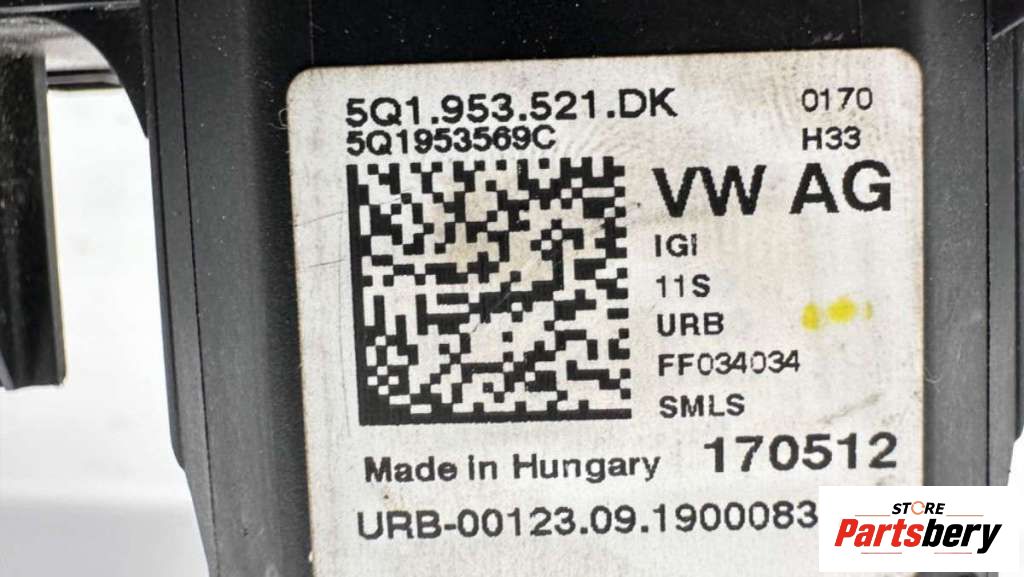 5Q1.953.521.DK 0170
5Q1953569C H33
VW AG
IGI
11S
URB
FF034034
SMLS
Made in Hungary 170512
URB-00123.09.1900083
STORE
Partsbery